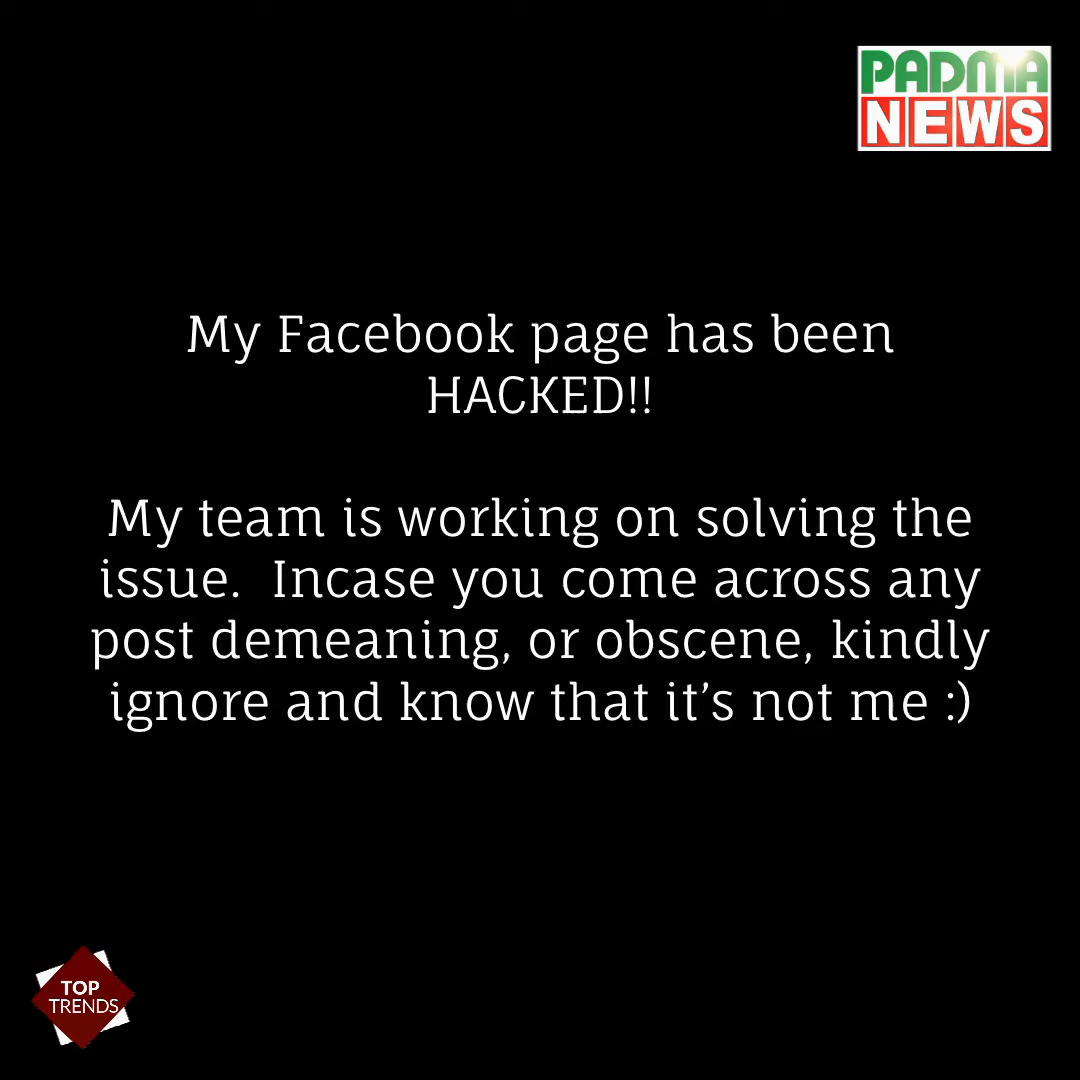 PADMA
NEWS
My Facebook page has been
HACKED!!
My team is working on solving the
issue.  Incase you come across any
post demeaning, or obscene, kindly
ignore and know that it’s not me :)
TOP
TRENDS